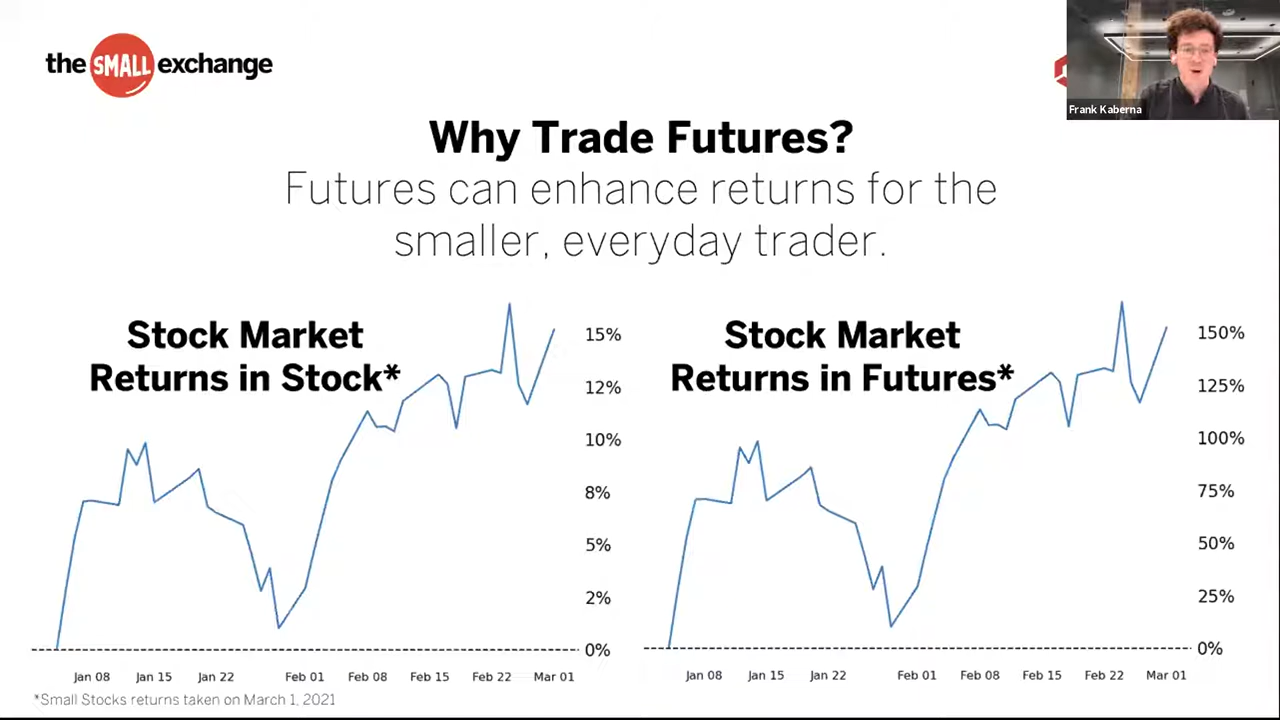 the SMALL exchange
Frank Kaberna
Why Trade Futures?
Futures can enhance returns for the
smaller, everyday trader.
Stock Market
Returns in Stock*
15%
12%
10%
8%
5%
2%
0%
Jan 08 Jan 15 Jan 22 Feb 01 Feb 08 Feb 15 Feb 22 Mar 01
Stock Market
Returns in Futures*
150%
125%
100%
75%
50%
25%
0%
Jan 08 Jan 15 Jan 22 Feb 01 Feb 08 Feb 15 Feb 22 Mar 01
*Small Stocks returns taken on March 1, 2021